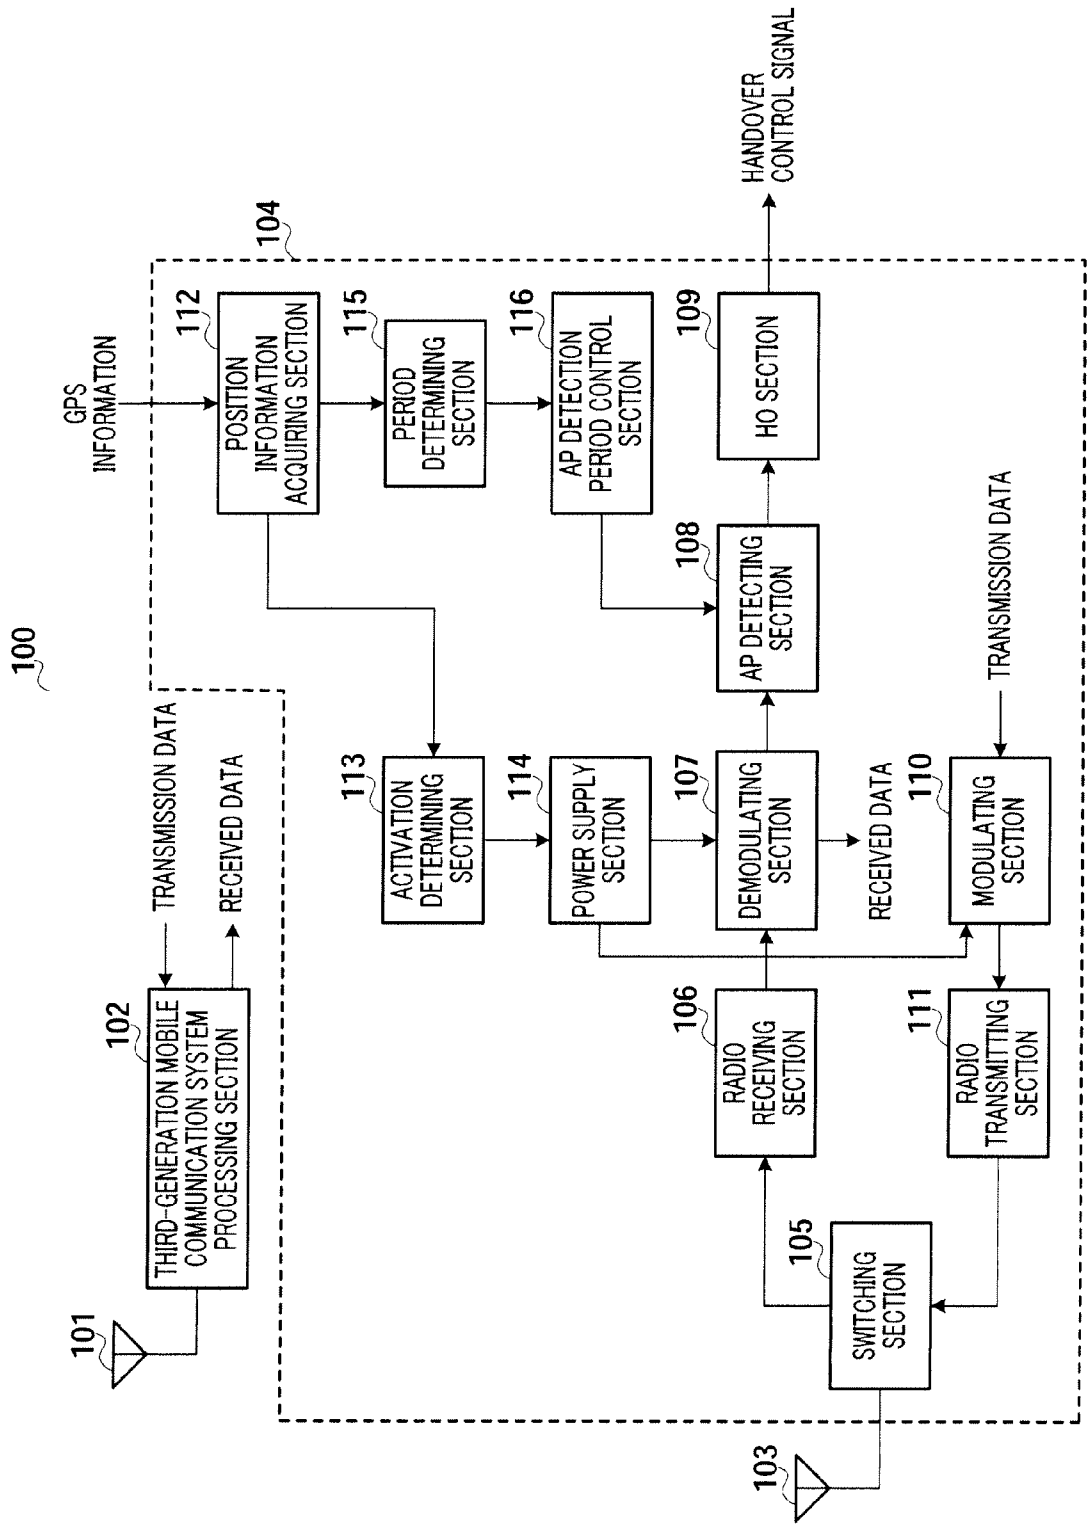 100
101
102
THIRD-GENERATION MOBILE
COMMUNICATION SYSTEM
PROCESSING SECTION
TRANSMISSION DATA
RECEIVED DATA
GPS
INFORMATION
104
112
POSITION
INFORMATION
ACQUIRING SECTION
113
ACTIVATION
DETERMINING
SECTION
115
PERIOD
DETERMINING
SECTION
114
POWER SUPPLY
SECTION
116
AP DETECTION
PERIOD CONTROL
SECTION
103
105
SWITCHING
SECTION
106
RADIO
RECEIVING
SECTION
107
DEMODULATING
SECTION
108
AP DETECTING
SECTION
109
HO SECTION
HANDOVER
CONTROL SIGNAL
RECEIVED DATA
111
RADIO
TRANSMITTING
SECTION
110
MODULATING
SECTION
TRANSMISSION DATA